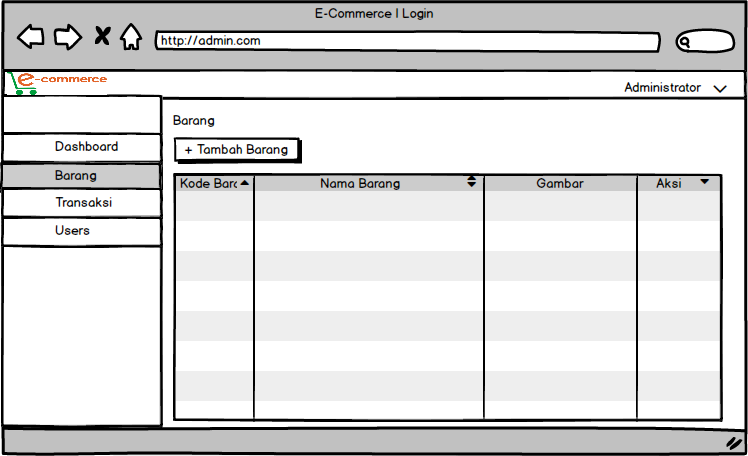 E-Commerce | Login
http://admin.com
e-commerce
Administrator
Barang
+ Tambah Barang
Dashboard
Barang
Transaksi
Users
Kode Barc Nama Barang Gambar Aksi